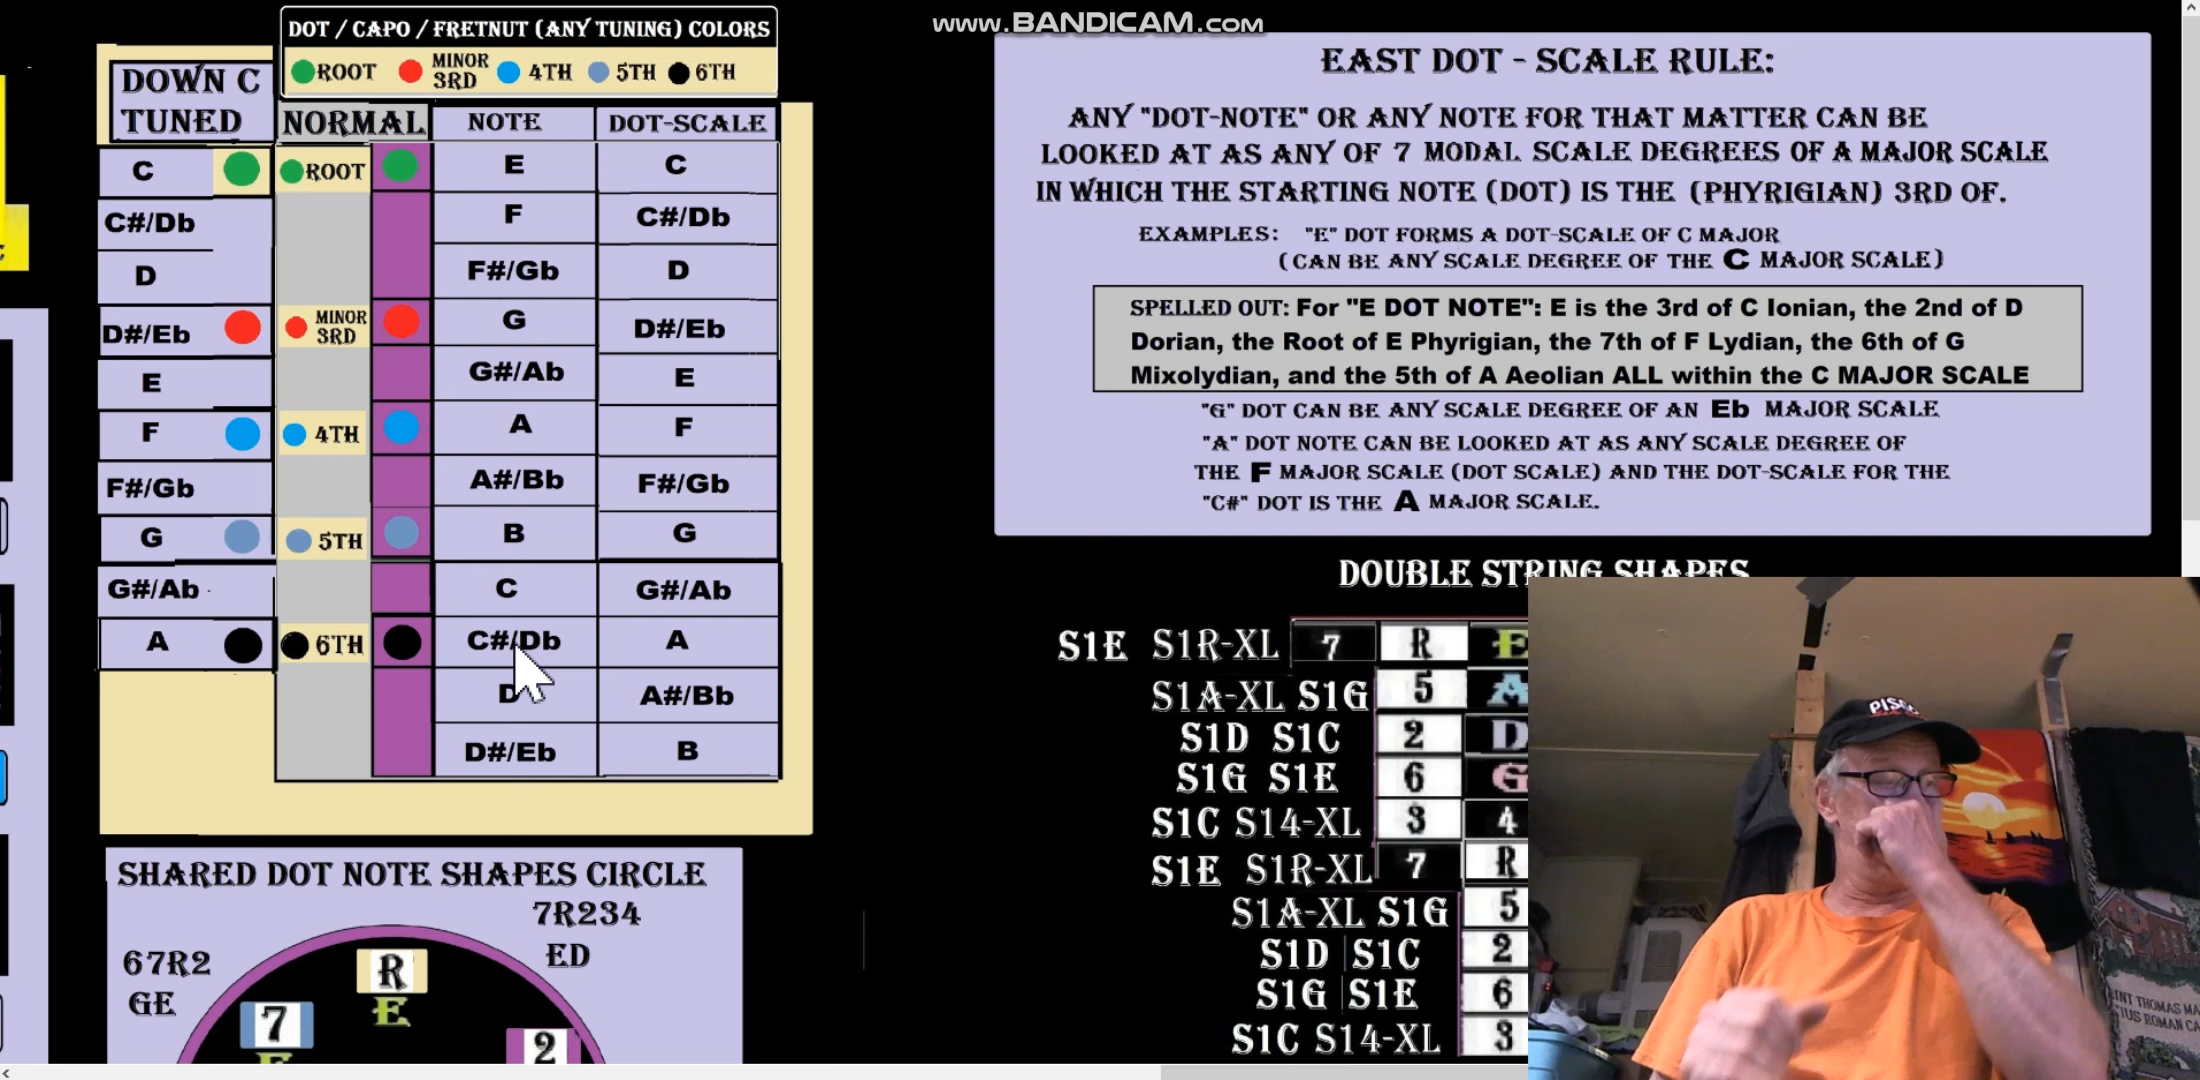 www.BANDICAM.com
DOT / CAPO / FRETNUT (ANY TUNING) COLORS
ROOT MINOR 3RD 4TH 5TH 6TH
DOWN C TUNED
NORMAL NOTE DOT-SCALE
C ROOT E C
C#/Db F C#/Db
D F#/Gb D
D#/Eb MINOR 3RD G D#/Eb
E G#/Ab E
F 4TH A F
F#/Gb A#/Bb F#/Gb
G 5TH B G
G#/Ab C G#/Ab
A 6TH C#/Db A
D A#/Bb
D#/Eb B
SHARED DOT NOTE SHAPES CIRCLE
7R234
ED
67R2
GE
R
E
7
2
EAST DOT - SCALE RULE:
ANY "DOT-NOTE" OR ANY NOTE FOR THAT MATTER CAN BE
LOOKED AT AS ANY OF 7 MODAL SCALE DEGREES OF A MAJOR SCALE
IN WHICH THE STARTING NOTE (DOT) IS THE (PHYRIGIAN) 3RD OF.
EXAMPLES: "E" DOT FORMS A DOT-SCALE OF C MAJOR
(CAN BE ANY SCALE DEGREE OF THE C MAJOR SCALE)
SPELLED OUT: For "E DOT NOTE": E is the 3rd of C Ionian, the 2nd of D
Dorian, the Root of E Phyrigian, the 7th of F Lydian, the 6th of G
Mixolydian, and the 5th of A Aeolian ALL within the C MAJOR SCALE
"G" DOT CAN BE ANY SCALE DEGREE OF AN Eb MAJOR SCALE
"A" DOT NOTE CAN BE LOOKED AT AS ANY SCALE DEGREE OF
THE F MAJOR SCALE (DOT SCALE) AND THE DOT-SCALE FOR THE
"C#" DOT IS THE A MAJOR SCALE.
DOUBLE STRING SHAPES
S1E S1R-XL 7 R E
S1A-XL S1G 5 A
S1D S1C 2 D
S1G S1E 6 G
S1C S14-XL 3 4
S1E S1R-XL 7 R
S1A-XL S1G 5
S1D S1C 2
S1G S1E 6
S1C S14-XL 3